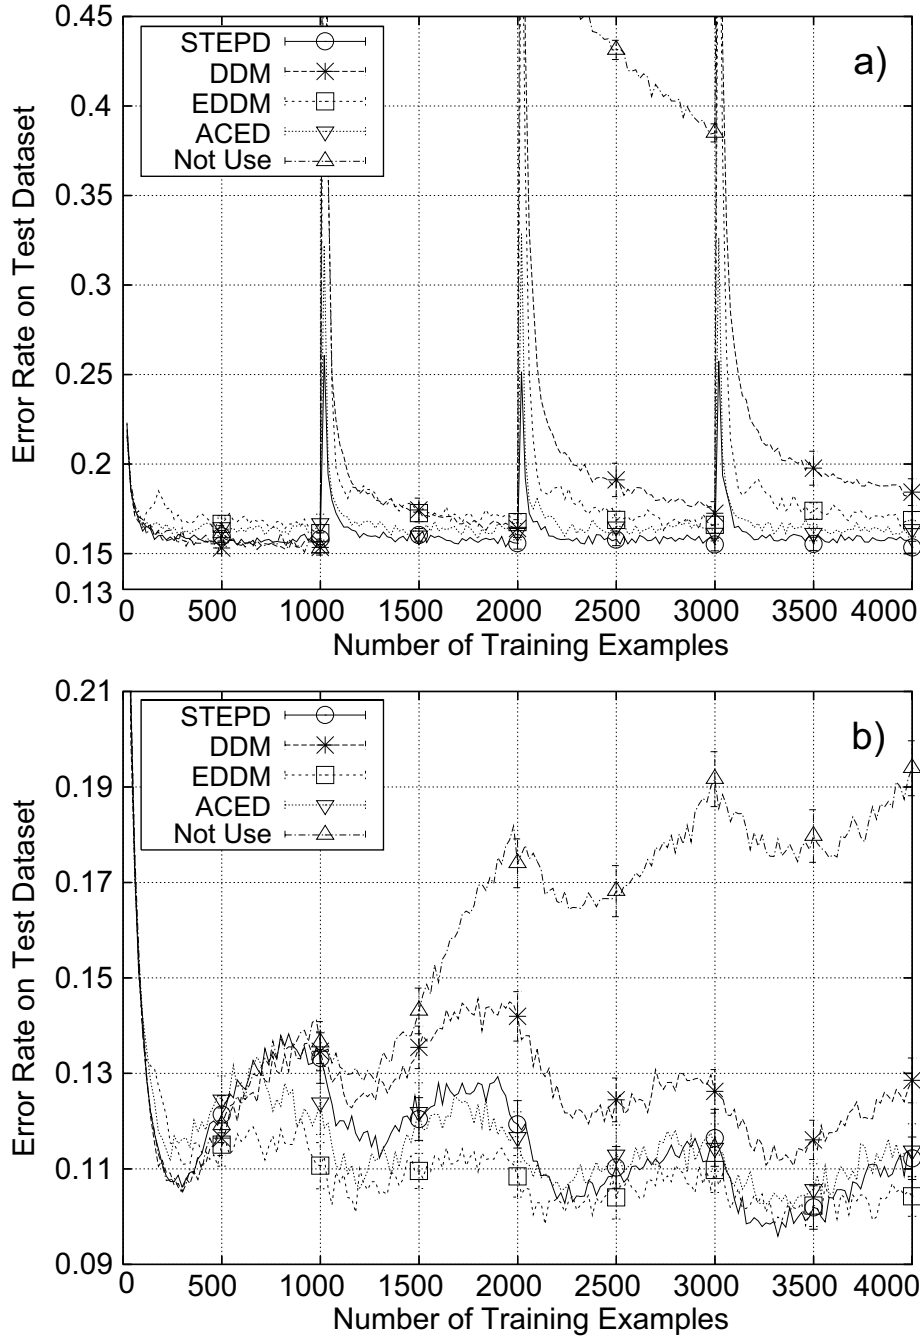 0.45
0.4
0.35
0.3
0.25
0.2
0.15
0.13
Error Rate on Test Dataset
STEPD
DDM
EDDM
ACED
Not Use
a)
0 500 1000 1500 2000 2500 3000 3500 4000
Number of Training Examples
0.21
0.19
0.17
0.15
0.13
0.11
0.09
Error Rate on Test Dataset
STEPD
DDM
EDDM
ACED
Not Use
b)
0 500 1000 1500 2000 2500 3000 3500 4000
Number of Training Examples